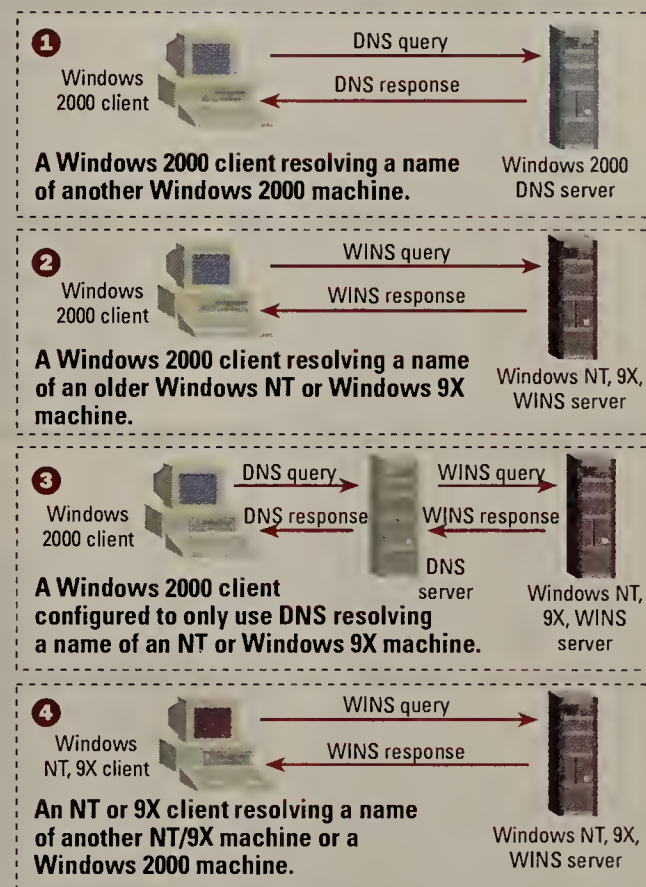 1
DNS query
Windows
2000 client
DNS response
A Windows 2000 client resolving a name
of another Windows 2000 machine.
Windows 2000
DNS server
2
WINS query
Windows
2000 client
WINS response
A Windows 2000 client resolving a name
of an older Windows NT or Windows 9X
machine.
Windows NT, 9X,
WINS server
3
DNS query
WINS query
Windows
2000 client
DNS response
WINS response
DNS
server
A Windows 2000 client
configured to only use DNS resolving
a name of an NT or Windows 9X machine.
Windows NT,
9X, WINS
server
4
WINS query
Windows
NT, 9X client
WINS response
An NT or 9X client resolving a name
of another NT/9X machine or a
Windows 2000 machine.
Windows NT, 9X,
WINS server